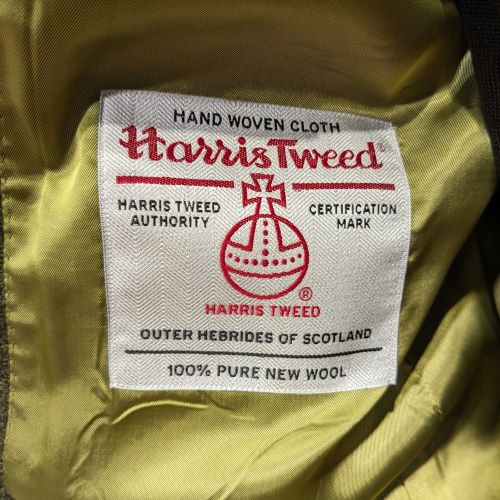 HAND WOVEN CLOTH
Harris Tweed®
HARRIS TWEED
AUTHORITY
CERTIFICATION
MARK
®
HARRIS TWEED
OUTER HEBRIDES OF SCOTLAND
100% PURE NEW WOOL